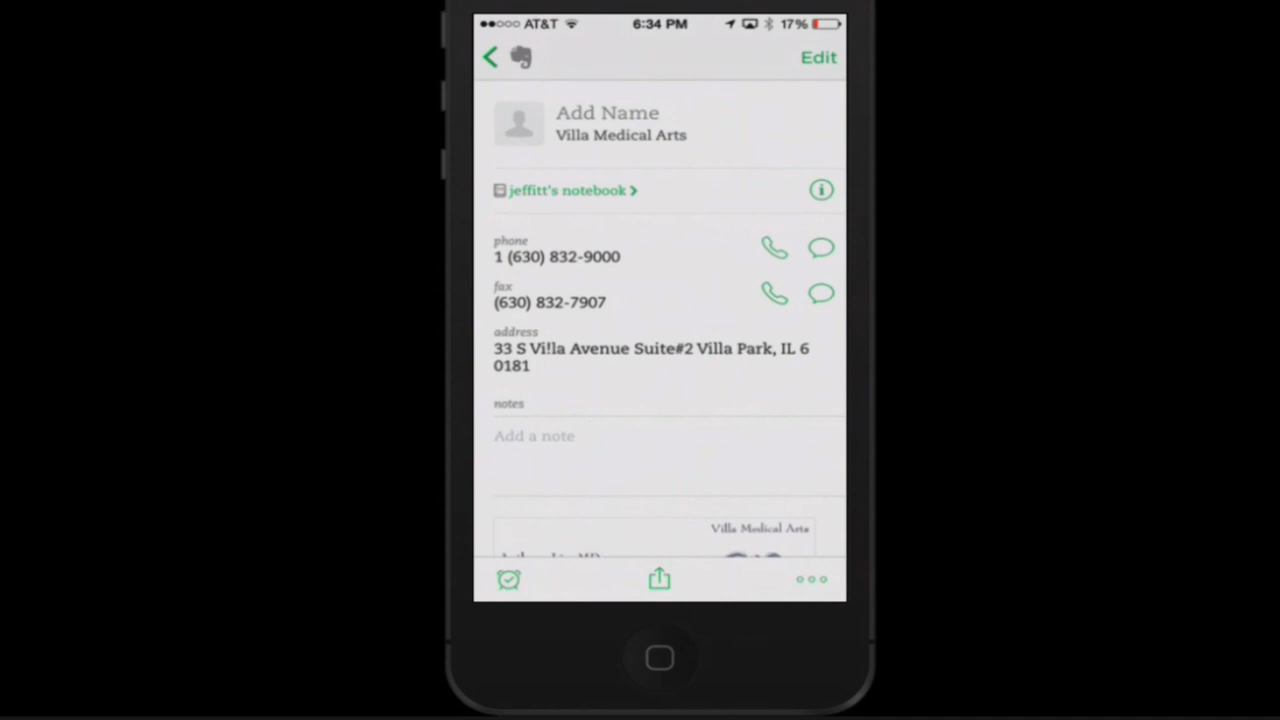 AT&T 6:34 PM 17%
Edit
Add Name
Villa Medical Arts
jeffitt's notebook
phone
1 (630) 832-9000
fax
(630) 832-7907
address
33 S Vi!la Avenue Suite#2 Villa Park, IL 6
0181
notes
Add a note
Villa Medical Arts